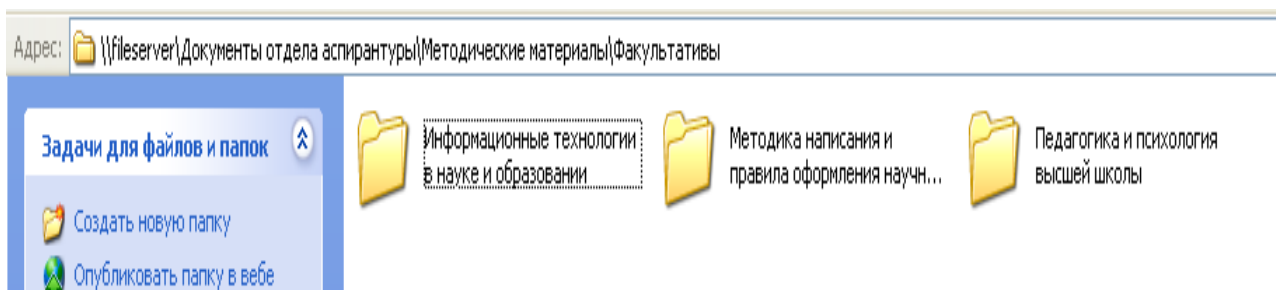 Адрес: \\fileserver\Документы отдела аспирантуры\Методические материалы\Факультативы
Задачи для файлов и папок
Создать новую папку
Опубликовать папку в вебе
Информационные технологии
в науке и образовании
Методика написания и
правила оформления научн...
Педагогика и психология
высшей школы